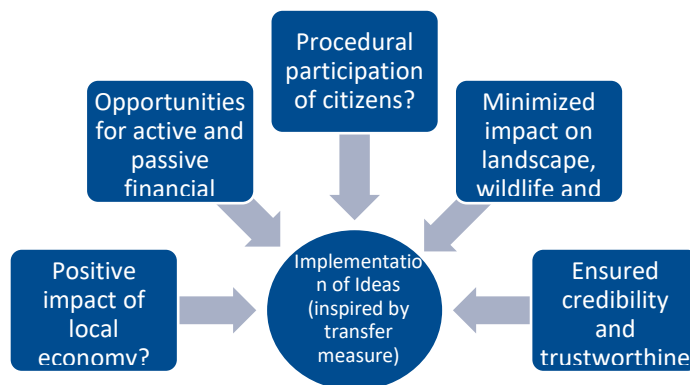 Procedural
participation
of citizens?
Opportunities
for active and
passive
financial
Minimized
impact on
landscape,
wildlife and
Positive
impact of
local
economy?
Implementatio
n of Ideas
(inspired by
transfer
measure)
Ensured
credibility
and
trustworthine